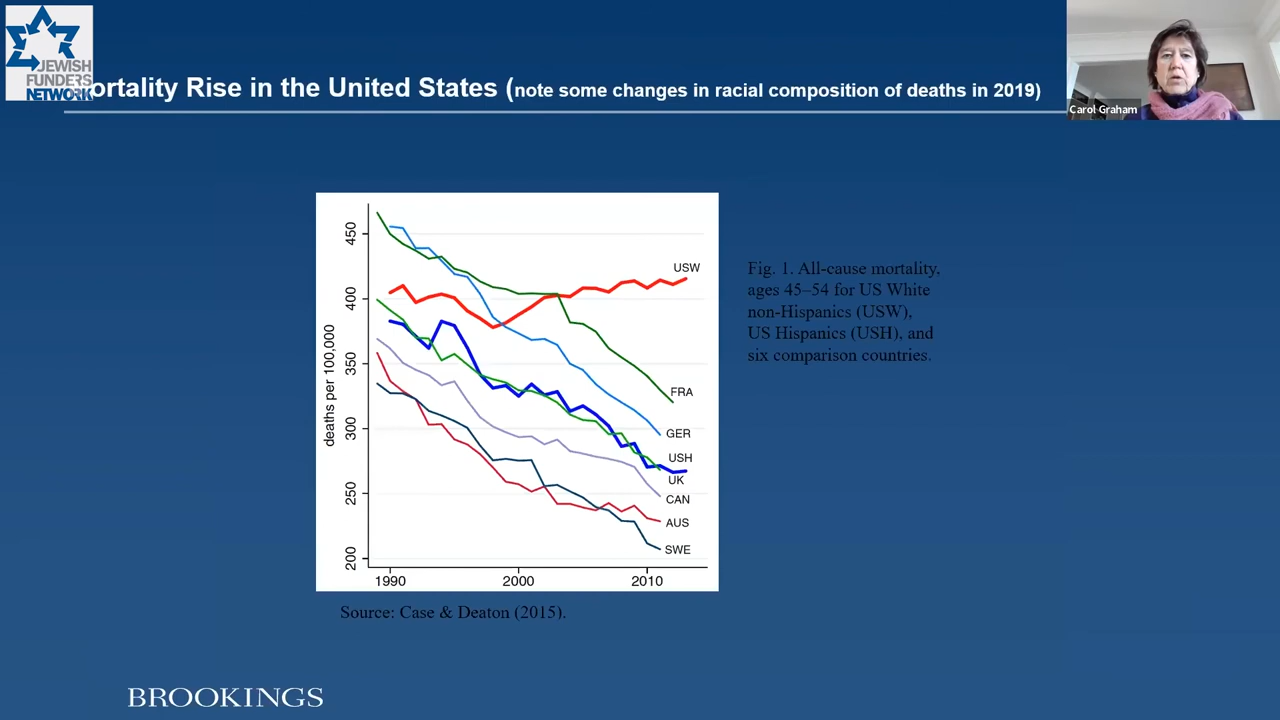 JEWISH
FUNDERS
NETWORK
ortality Rise in the United States (note some changes in racial composition of deaths in 2019)
Carol Graham
deaths per 100,000
450
400
350
300
250
200
1990
2000
2010
USW
FRA
GER
USH
UK
CAN
AUS
SWE
Fig. 1. All-cause mortality,
ages 45–54 for US White
non-Hispanics (USW),
US Hispanics (USH), and
six comparison countries.
Source: Case & Deaton (2015).
BROOKINGS